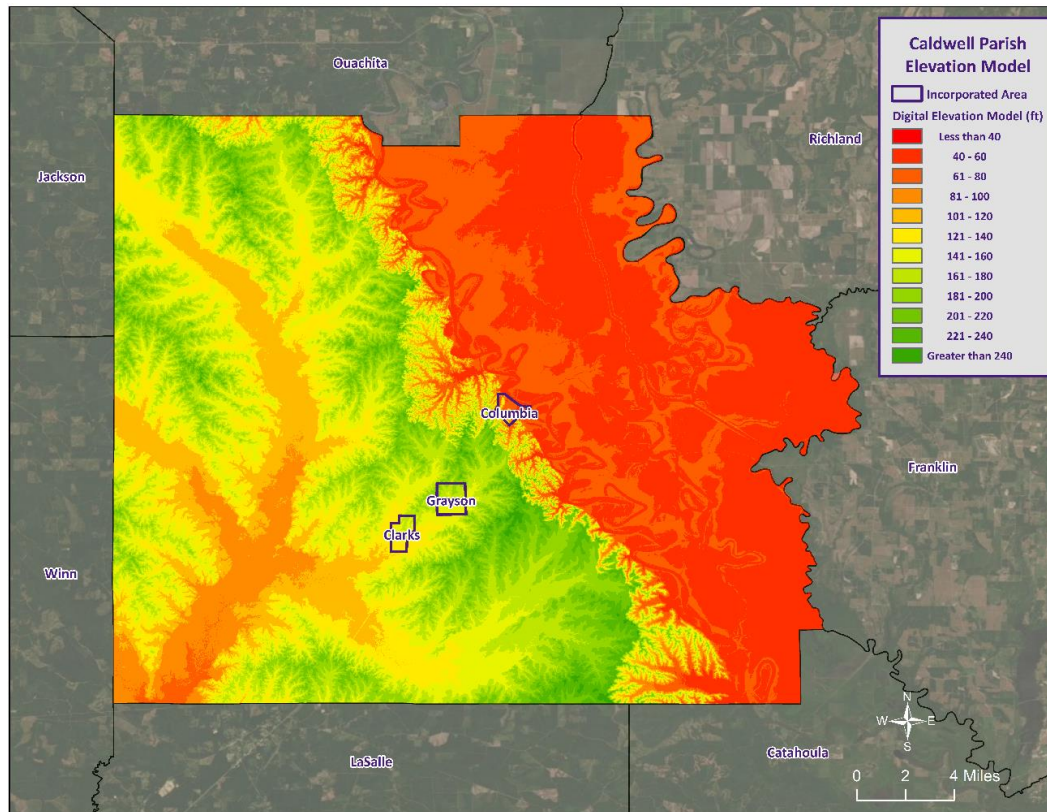 Caldwell Parish
Elevation Model
Incorporated Area
Digital Elevation Model (ft)
Less than 40
40 - 60
61 - 80
81 - 100
101 - 120
121 - 140
141 - 160
161 - 180
181 - 200
201 - 220
221 - 240
Greater than 240
Ouachita
Richland
Jackson
Columbia
Franklin
Grayson
Clarks
Winn
LaSalle
Catahoula
N
W E
S
0 2 4 Miles